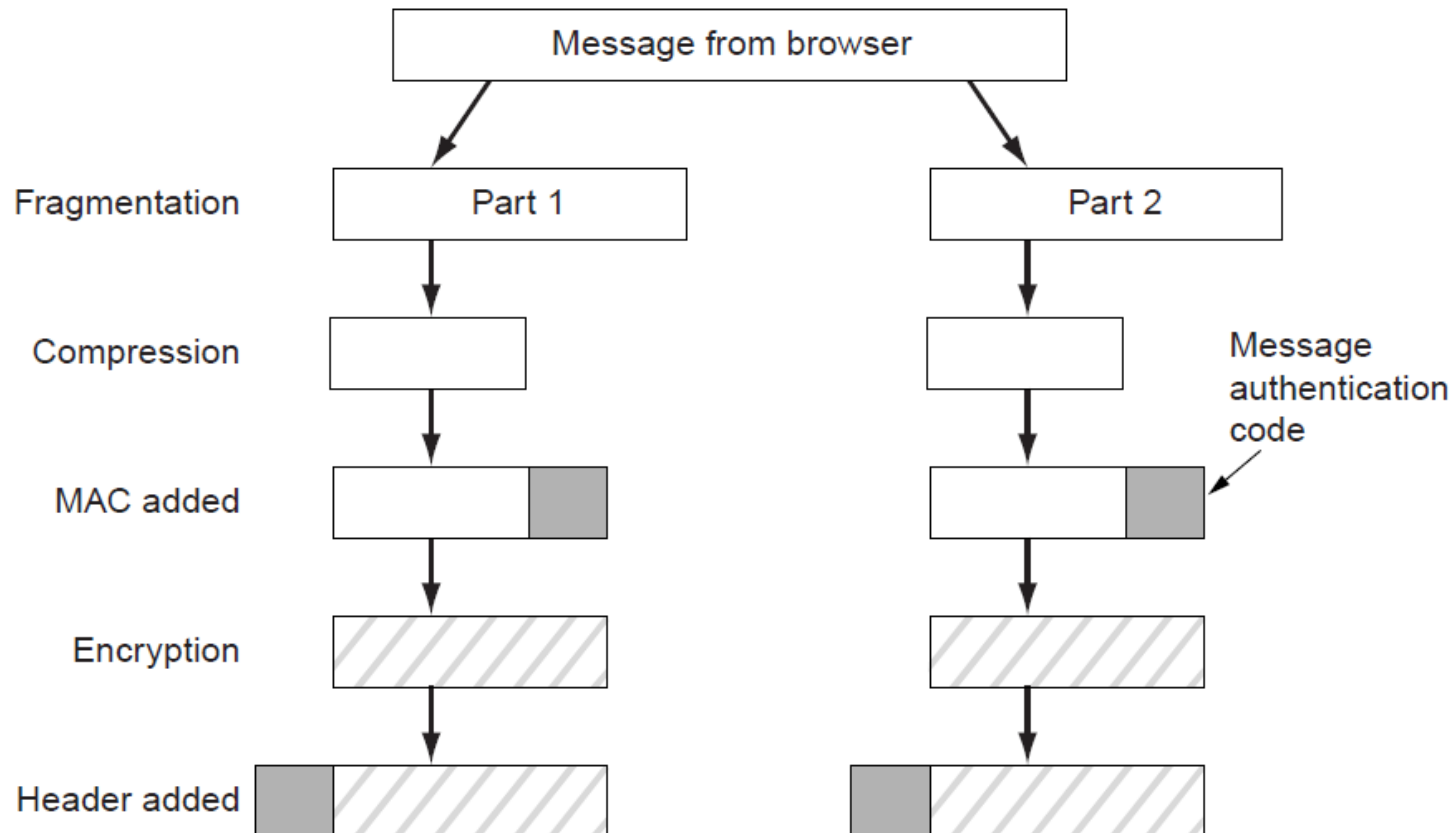 Message from browser
Fragmentation
Part 1
Part 2
Compression
Message
authentication
code
MAC added
Encryption
Header added